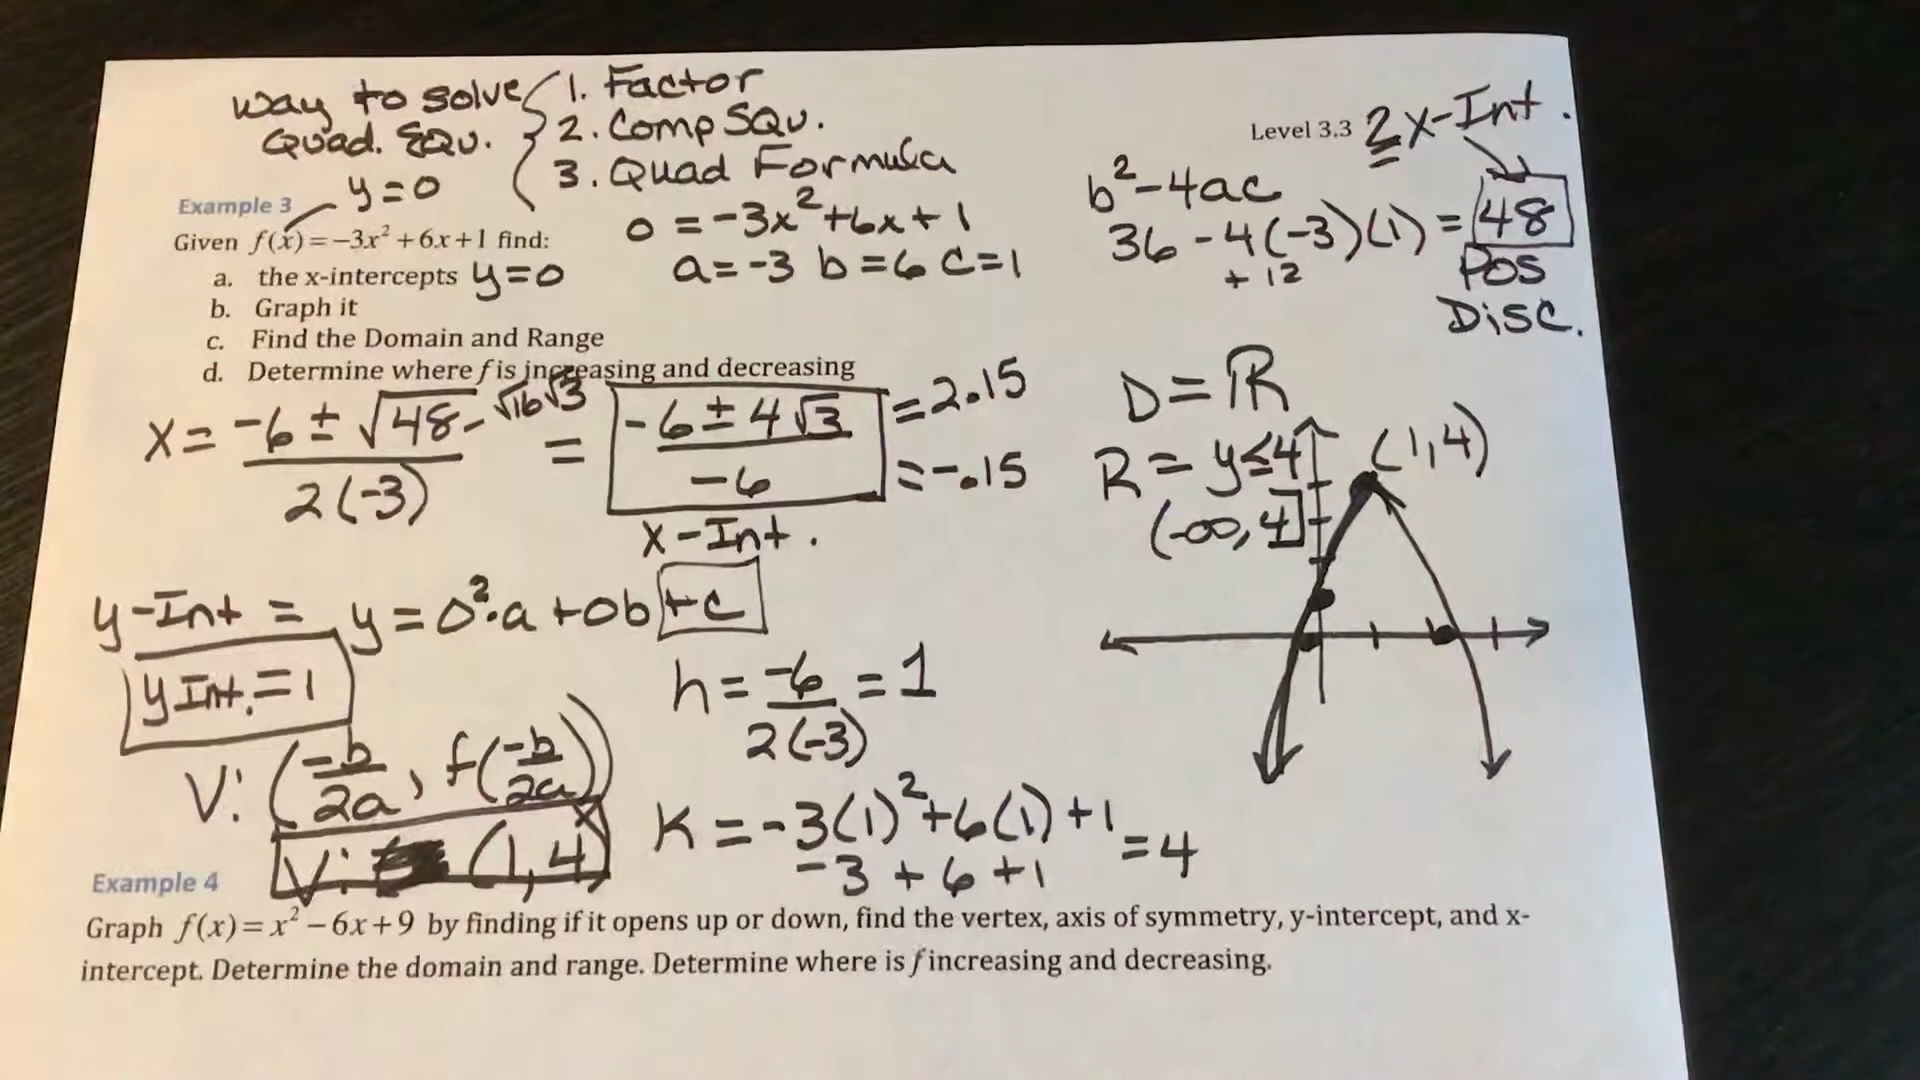 way to solve 1. Factor
Quad. Equ. 2. Comp Squ.
3. Quad Formula
Level 3.3 2 x-Int.
b²-4ac
36 - 4(-3)(1) = 48
+ 12
Pos
Disc.
Example 3
y=0
Given f(x)=−3x²+6x+1 find:
0 = -3x²+6x+1
a. the x-intercepts y=0
a=-3 b=6 c=1
b. Graph it
c. Find the Domain and Range
d. Determine where f is increasing and decreasing
x = -6 ± √48 / 2(-3) √16 √3 = -6 ± 4√3 / -6 = 2.15
= -.15
x-Int.
D = ℝ
R = y≤4
(-∞, 4]
(1,4)
y-Int = y = 0²·a + 0b + c
y Int. = 1
h = -6 / 2(-3) = 1
V: (-b/2a, f(-b/2a))
V: (1,4)
K = -3(1)²+6(1)+1 = 4
-3 + 6 + 1
Example 4
Graph f(x)=x²−6x+9 by finding if it opens up or down, find the vertex, axis of symmetry, y-intercept, and x-
intercept. Determine the domain and range. Determine where is f increasing and decreasing.